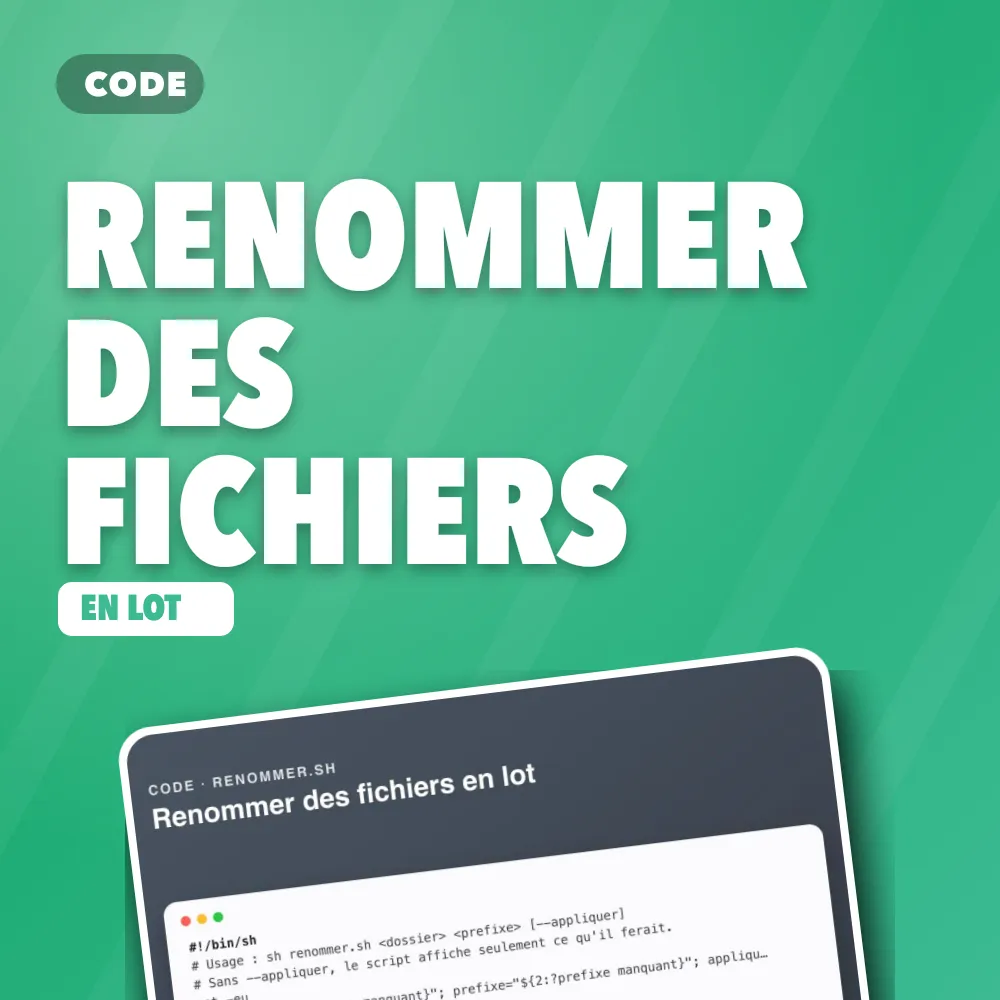 CODE
RENOMMER
DES
FICHIERS
EN LOT
CODE · RENOMMER.SH
Renommer des fichiers en lot
#!/bin/sh
# Usage : sh renommer.sh <dossier> <prefixe> [--appliquer]
# Sans --appliquer, le script affiche seulement ce qu'il ferait.
-eu
manquant}"; prefixe="${2:?prefixe manquant}"; appliqu…